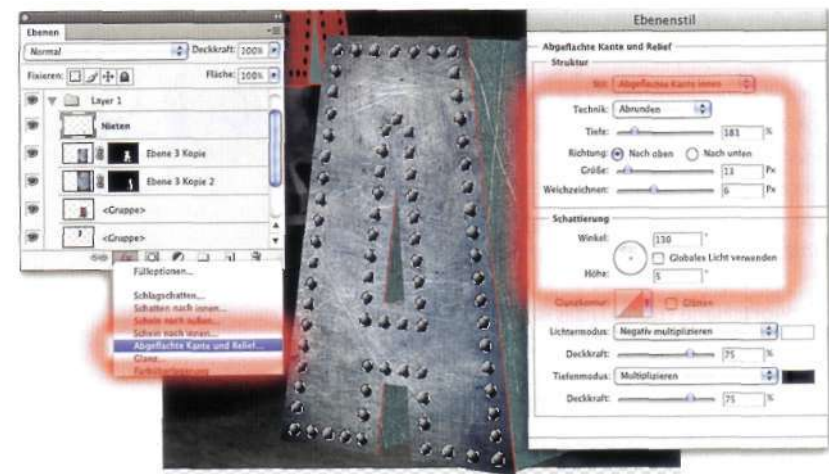 Ebenen
Normal Deckkraft: 100%
Fixieren: Fläche: 100%
Layer 1
Nieten
Ebene 3 Kopie
Ebene 3 Kopie 2
<Gruppe>
<Gruppe>
Fülloptionen...
Schlagschatten...
Schatten nach innen...
Schein nach außen...
Schein nach innen...
Abgeflachte Kante und Relief...
Glanz...
Farbüberlagerung
Ebenenstil
Abgeflachte Kante und Relief
Struktur
Stil: Abgeflachte Kante innen
Technik: Abrunden
Tiefe: 181 %
Richtung: Nach oben Nach unten
Größe: 13 Px
Weichzeichnen: 6 Px
Schattierung
Winkel: 130 °
Globales Licht verwenden
Höhe: 5 °
Glanzkontur: Glätten
Lichtermodus: Negativ multiplizieren
Deckkraft: 75 %
Tiefenmodus: Multiplizieren
Deckkraft: 75 %